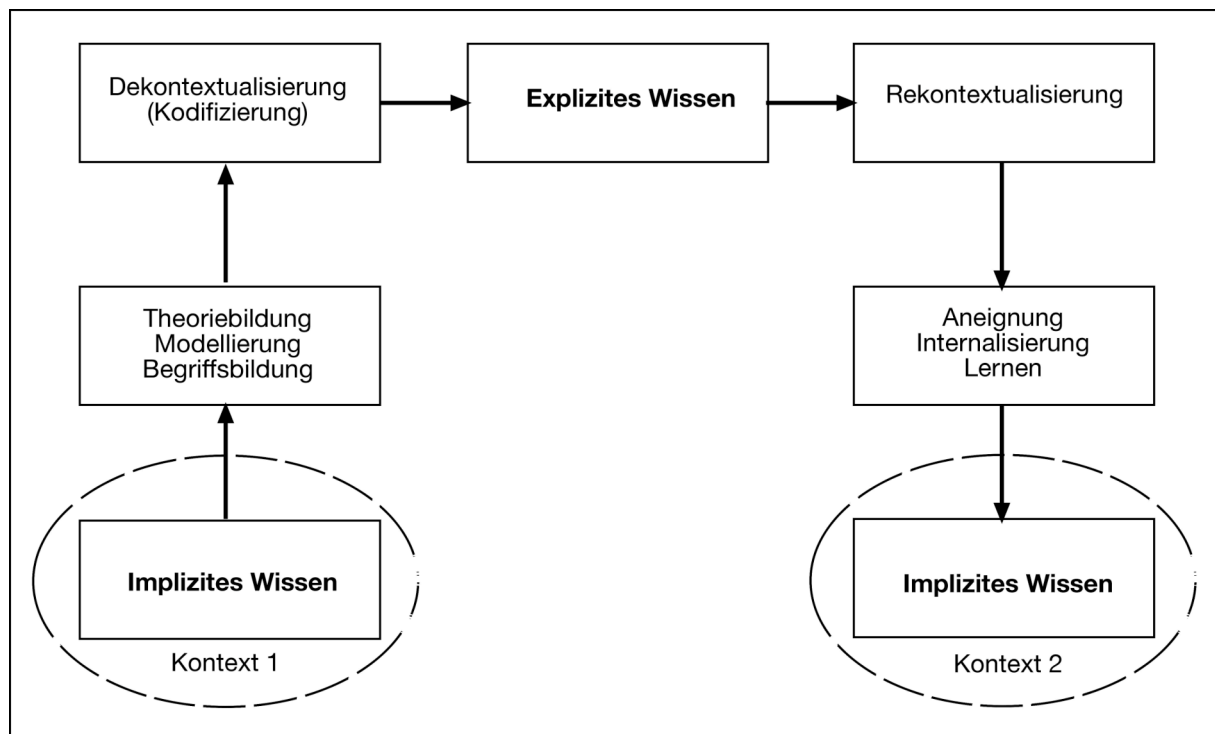 Dekontextualisierung
(Kodifizierung)
Explizites Wissen
Rekontextualisierung
Theoriebildung
Modellierung
Begriffsbildung
Aneignung
Internalisierung
Lernen
Implizites Wissen
Kontext 1
Implizites Wissen
Kontext 2